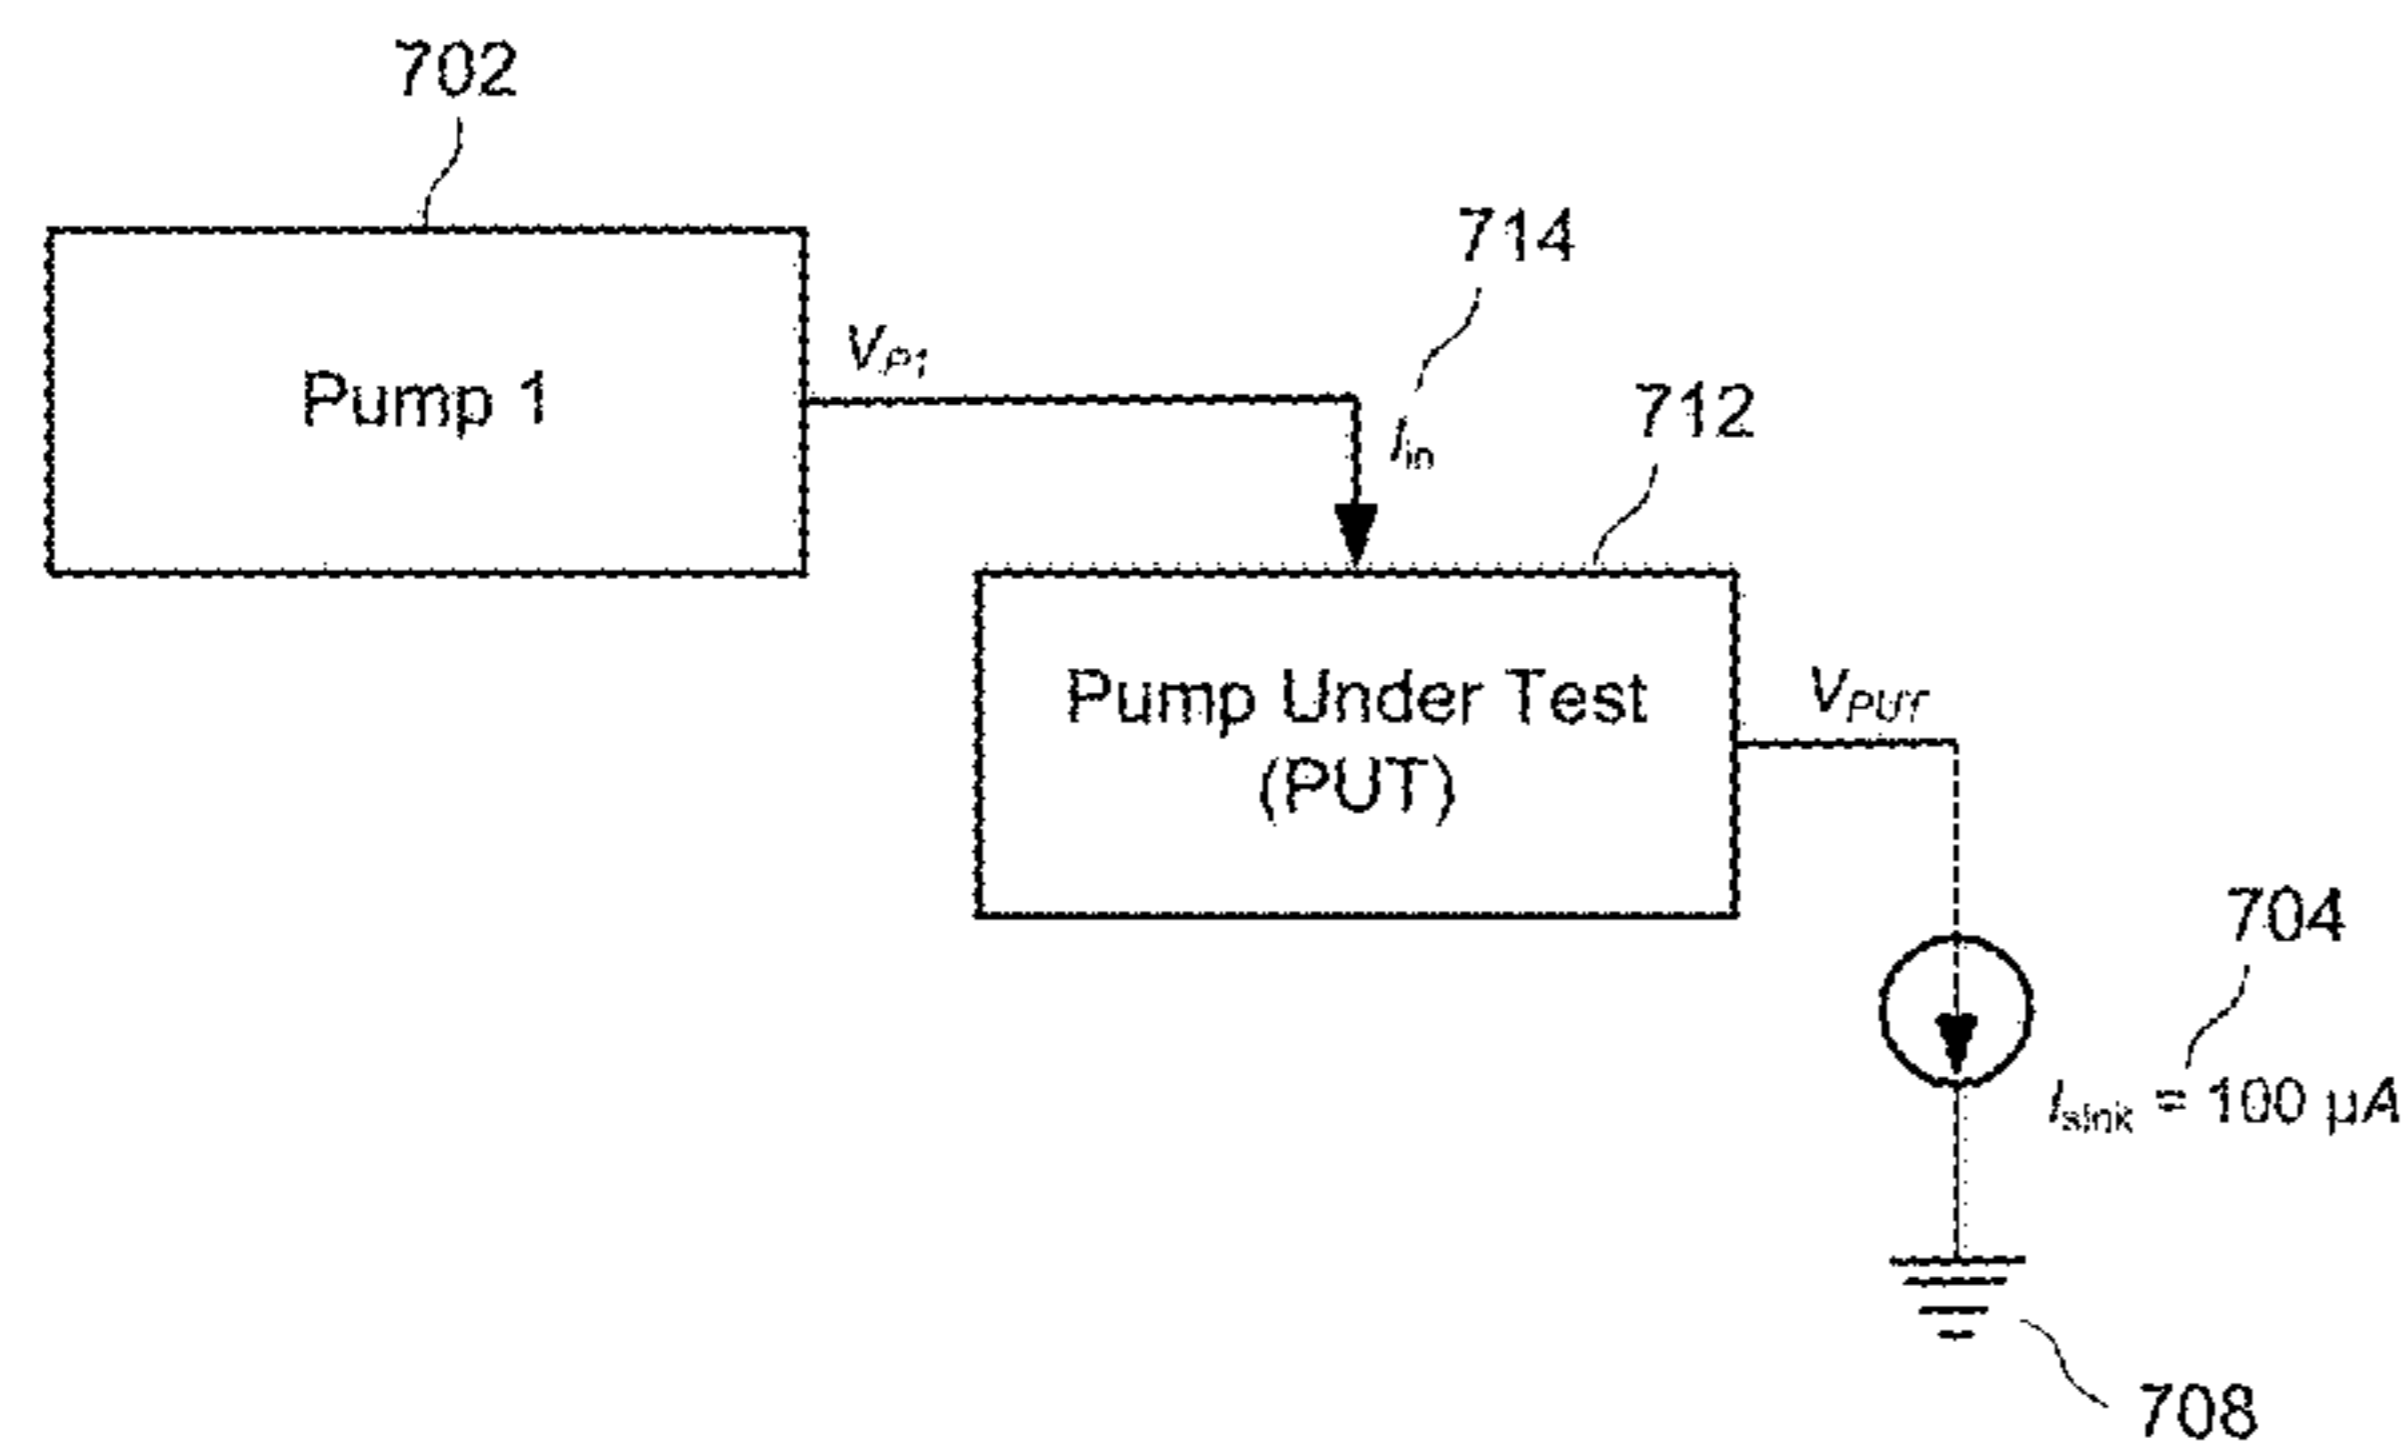 702
714
V_P1
Pump 1
I_in
712
Pump Under Test
(PUT)
V_PUT
704
I_sink = 100 µA
708